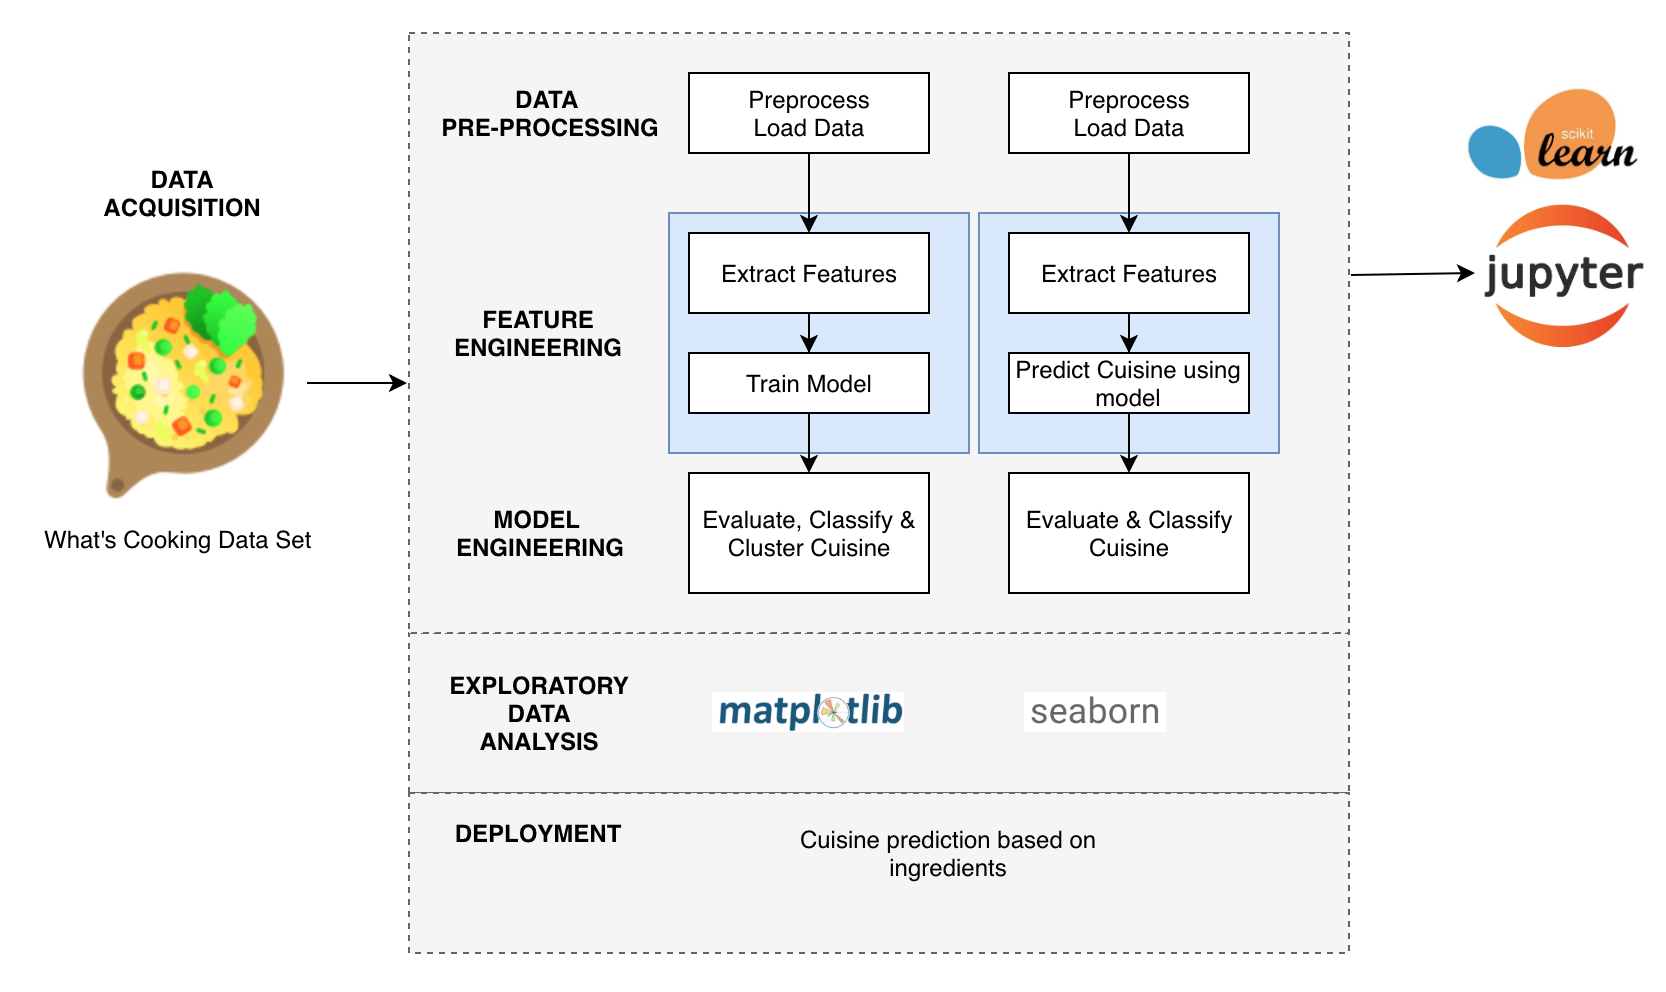 DATA
ACQUISITION
What's Cooking Data Set
DATA
PRE-PROCESSING
Preprocess
Load Data
Preprocess
Load Data
FEATURE
ENGINEERING
Extract Features
Extract Features
Train Model
Predict Cuisine using
model
MODEL
ENGINEERING
Evaluate, Classify &
Cluster Cuisine
Evaluate & Classify
Cuisine
EXPLORATORY
DATA
ANALYSIS
matplotlib
seaborn
DEPLOYMENT
Cuisine prediction based on
ingredients
scikit
learn
jupyter